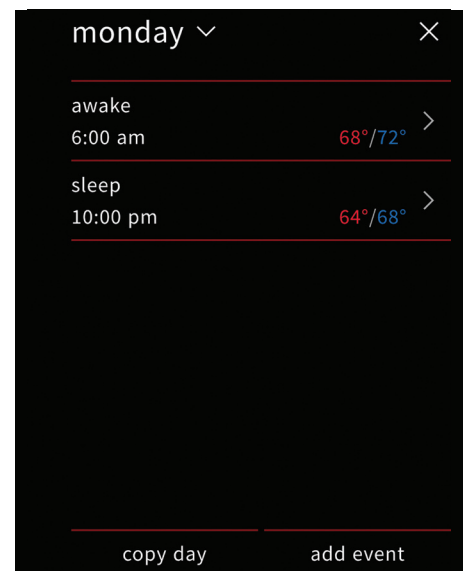 monday
awake
6:00 am 68°/72°
sleep
10:00 pm 64°/68°
copy day add event